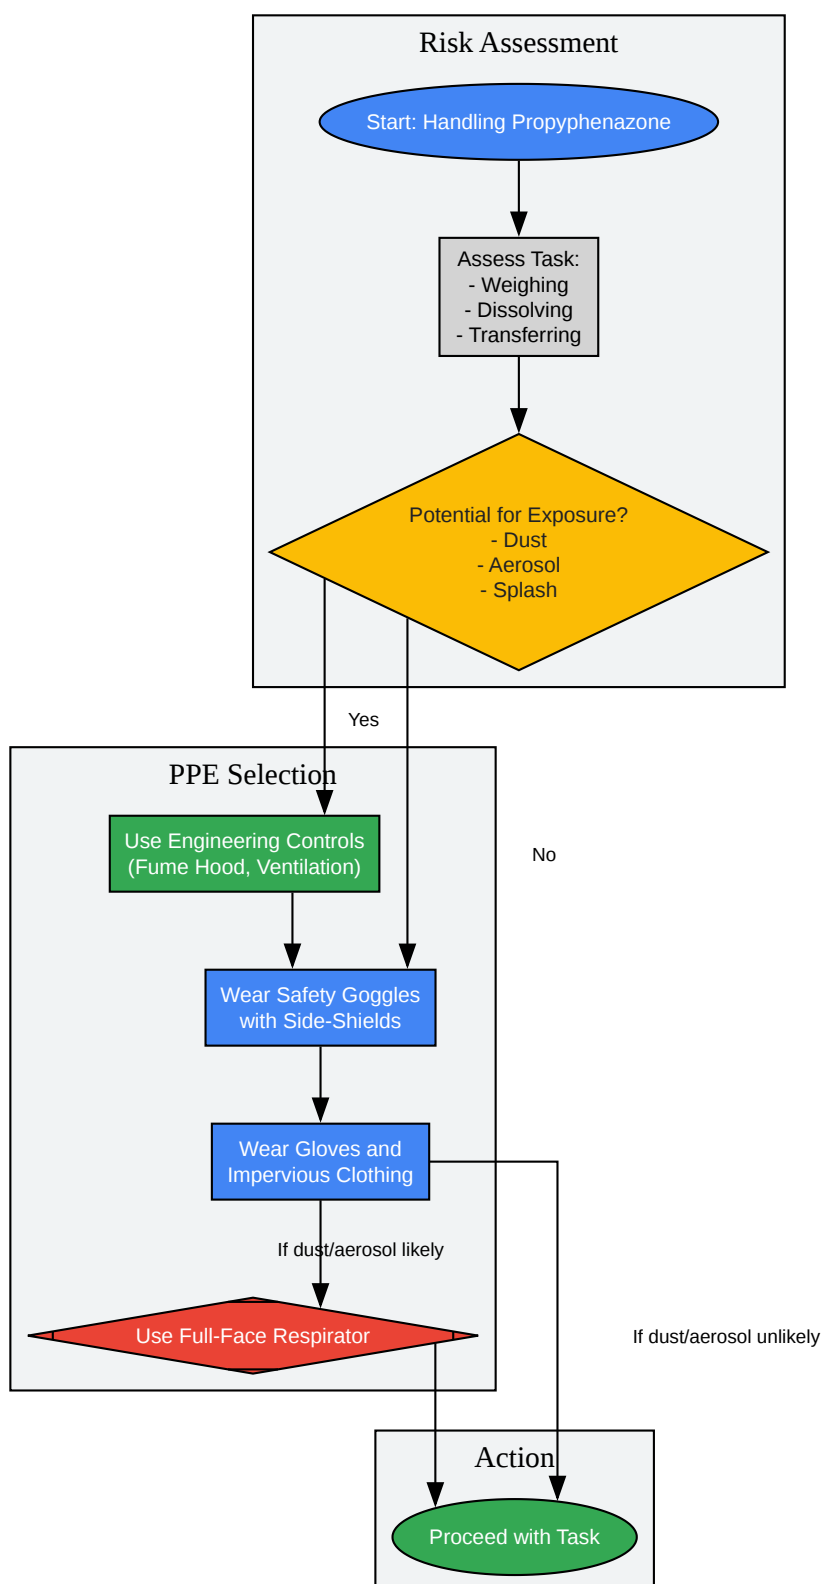 Risk Assessment
Start: Handling Propyphenazone
Assess Task:
- Weighing
- Dissolving
- Transferring
Potential for Exposure?
- Dust
- Aerosol
- Splash
Yes
PPE Selection
Use Engineering Controls
(Fume Hood, Ventilation)
No
Wear Safety Goggles
with Side-Shields
Wear Gloves and
Impervious Clothing
If dust/aerosol likely
Use Full-Face Respirator
If dust/aerosol unlikely
Action
Proceed with Task